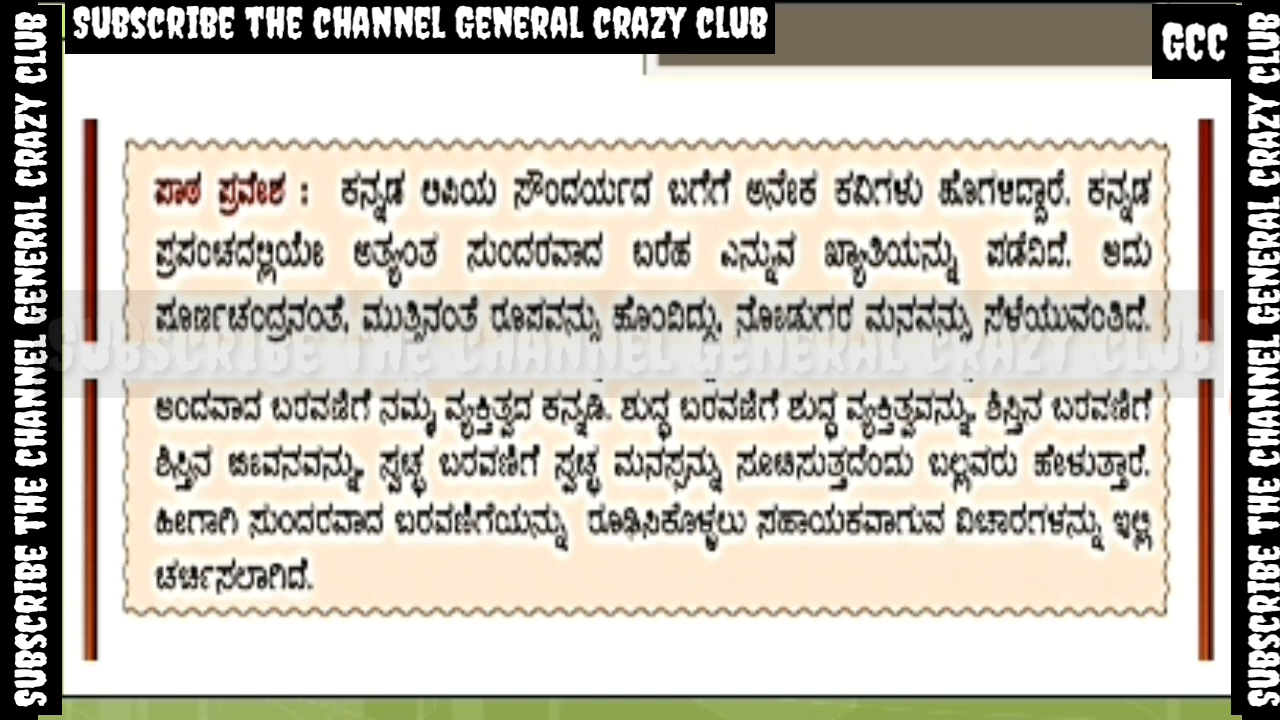 SUBSCRIBE THE CHANNEL GENERAL CRAZY CLUB
GCC
SUBSCRIBE THE CHANNEL GENERAL CRAZY CLUB
ಪಾಠ ಪ್ರವೇಶ : ಕನ್ನಡ ಲಿಪಿಯ ಸೌಂದರ್ಯದ ಬಗೆಗೆ ಅನೇಕ ಕವಿಗಳು ಹೊಗಳಿದ್ದಾರೆ. ಕನ್ನಡ
ಪ್ರಪಂಚದಲ್ಲಿಯೇ ಅತ್ಯಂತ ಸುಂದರವಾದ ಬರೆಹ ಎನ್ನುವ ಖ್ಯಾತಿಯನ್ನು ಪಡೆದಿದೆ. ಅದು
ಪೂರ್ಣಚಂದ್ರನಂತೆ, ಮುತ್ತಿನಂತೆ ರೂಪವನ್ನು ಹೊಂದಿದ್ದು, ನೋಡುಗರ ಮನವನ್ನು ಸೆಳೆಯುವಂತಿದೆ.
SUBSCRIBE THE CHANNEL GENERAL CRAZY CLUB
ಅಂದವಾದ ಬರವಣಿಗೆ ನಮ್ಮ ವ್ಯಕ್ತಿತ್ವದ ಕನ್ನಡಿ. ಶುದ್ಧ ಬರವಣಿಗೆ ಶುದ್ಧ ವ್ಯಕ್ತಿತ್ವವನ್ನು, ಶಿಸ್ತಿನ ಬರವಣಿಗೆ
ಶಿಸ್ತಿನ ಜೀವನವನ್ನು, ಸ್ವಚ್ಛ ಬರವಣಿಗೆ ಸ್ವಚ್ಛ ಮನಸ್ಸನ್ನು ಸೂಚಿಸುತ್ತದೆಂದು ಬಲ್ಲವರು ಹೇಳುತ್ತಾರೆ.
ಹೀಗಾಗಿ ಸುಂದರವಾದ ಬರವಣಿಗೆಯನ್ನು ರೂಢಿಸಿಕೊಳ್ಳಲು ಸಹಾಯಕವಾಗುವ ವಿಚಾರಗಳನ್ನು ಇಲ್ಲಿ
ಚರ್ಚಿಸಲಾಗಿದೆ.
SUBSCRIBE THE CHANNEL GENERAL CRAZY CLUB